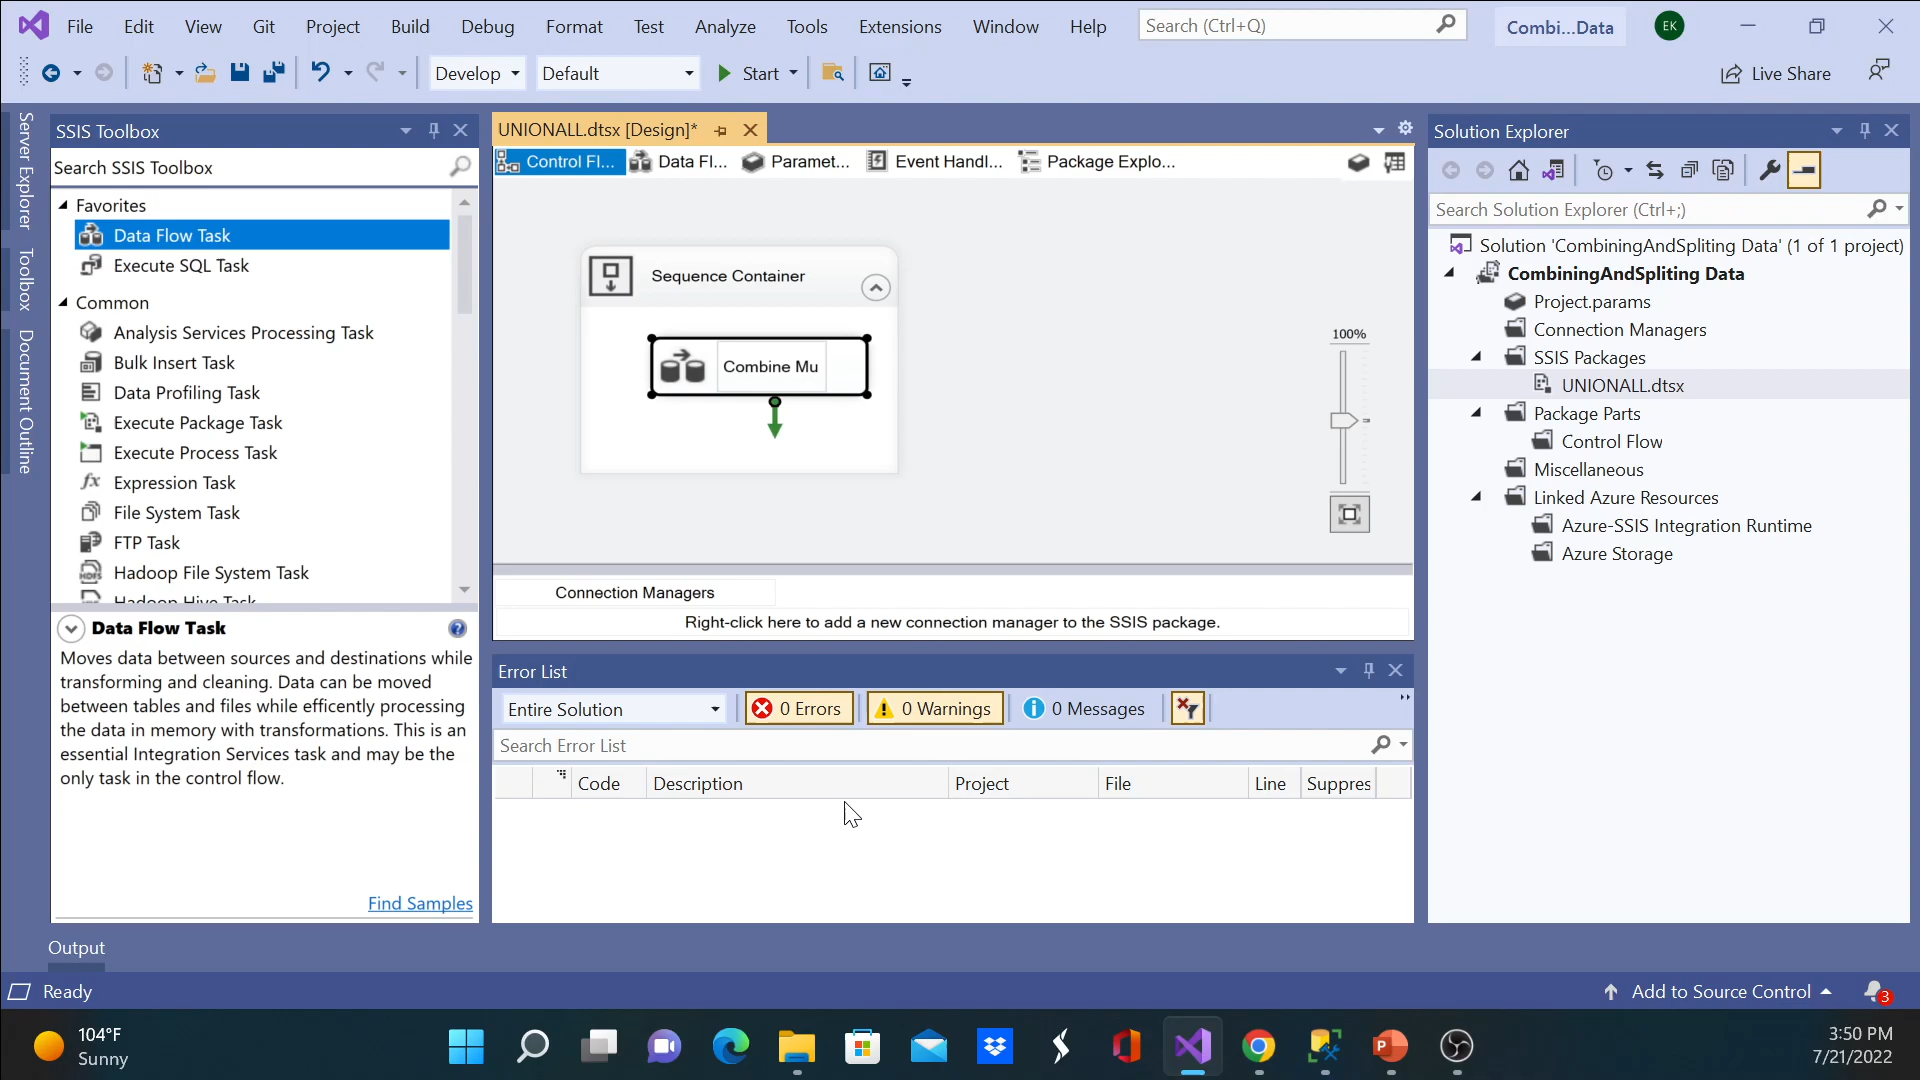 File Edit View Git Project Build Debug Format Test Analyze Tools Extensions Window Help Search (Ctrl+Q) Combi...Data EK
Develop Default Start Live Share
Server Explorer
Toolbox
Document Outline
SSIS Toolbox
Search SSIS Toolbox
Favorites
Data Flow Task
Execute SQL Task
Common
Analysis Services Processing Task
Bulk Insert Task
Data Profiling Task
Execute Package Task
Execute Process Task
fx Expression Task
File System Task
FTP Task
Hadoop File System Task
Hadoop Hive Task
Data Flow Task
Moves data between sources and destinations while
transforming and cleaning. Data can be moved
between tables and files while efficently processing
the data in memory with transformations. This is an
essential Integration Services task and may be the
only task in the control flow.
Find Samples
UNIONALL.dtsx [Design]*
Control Fl... Data Fl... Paramet... Event Handl... Package Explo...
Sequence Container
Combine Mu
100%
Connection Managers
Right-click here to add a new connection manager to the SSIS package.
Error List
Entire Solution 0 Errors 0 Warnings 0 Messages
Search Error List
Code Description Project File Line Suppres
Solution Explorer
Search Solution Explorer (Ctrl+;)
Solution 'CombiningAndSpliting Data' (1 of 1 project)
CombiningAndSpliting Data
Project.params
Connection Managers
SSIS Packages
UNIONALL.dtsx
Package Parts
Control Flow
Miscellaneous
Linked Azure Resources
Azure-SSIS Integration Runtime
Azure Storage
Output
Ready Add to Source Control 3
104°F
Sunny
3:50 PM
7/21/2022